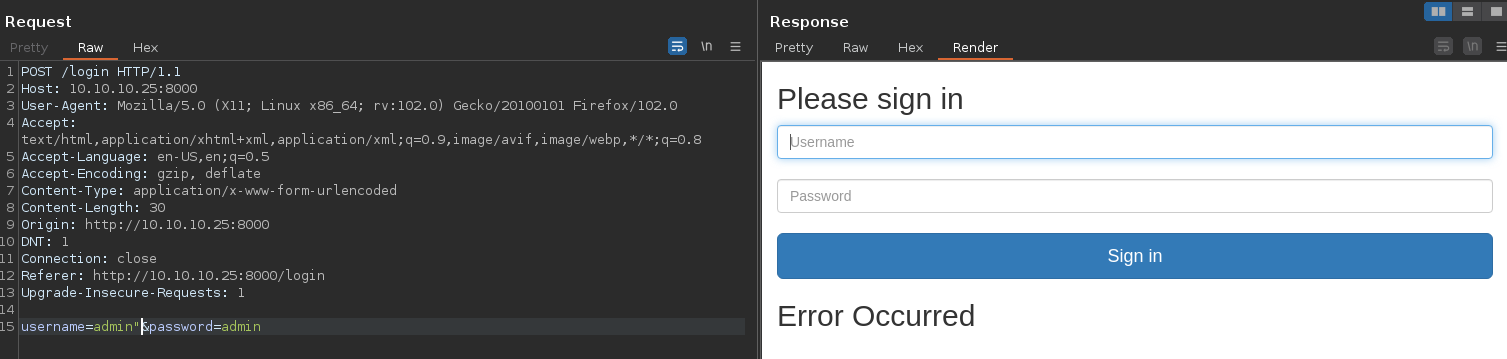 Request
Pretty Raw Hex
\n
1 POST /login HTTP/1.1
2 Host: 10.10.10.25:8000
3 User-Agent: Mozilla/5.0 (X11; Linux x86_64; rv:102.0) Gecko/20100101 Firefox/102.0
4 Accept:
text/html,application/xhtml+xml,application/xml;q=0.9,image/avif,image/webp,*/*;q=0.8
5 Accept-Language: en-US,en;q=0.5
6 Accept-Encoding: gzip, deflate
7 Content-Type: application/x-www-form-urlencoded
8 Content-Length: 30
9 Origin: http://10.10.10.25:8000
10 DNT: 1
11 Connection: close
12 Referer: http://10.10.10.25:8000/login
13 Upgrade-Insecure-Requests: 1
14
15 username=admin"&password=admin
Response
Pretty Raw Hex Render
\n
Please sign in
Username
Password
Sign in
Error Occurred